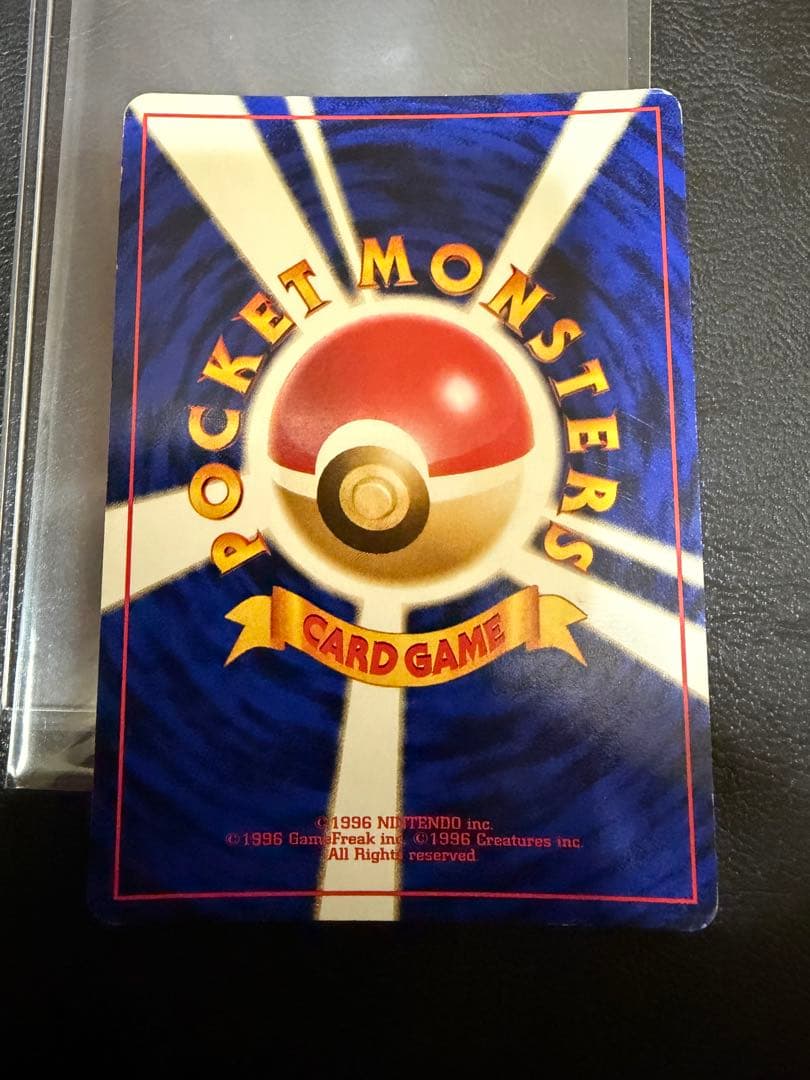 POCKET MONSTERS
CARD GAME
©1996 NINTENDO inc.
©1996 GameFreak inc. ©1996 Creatures inc.
All Rights reserved.